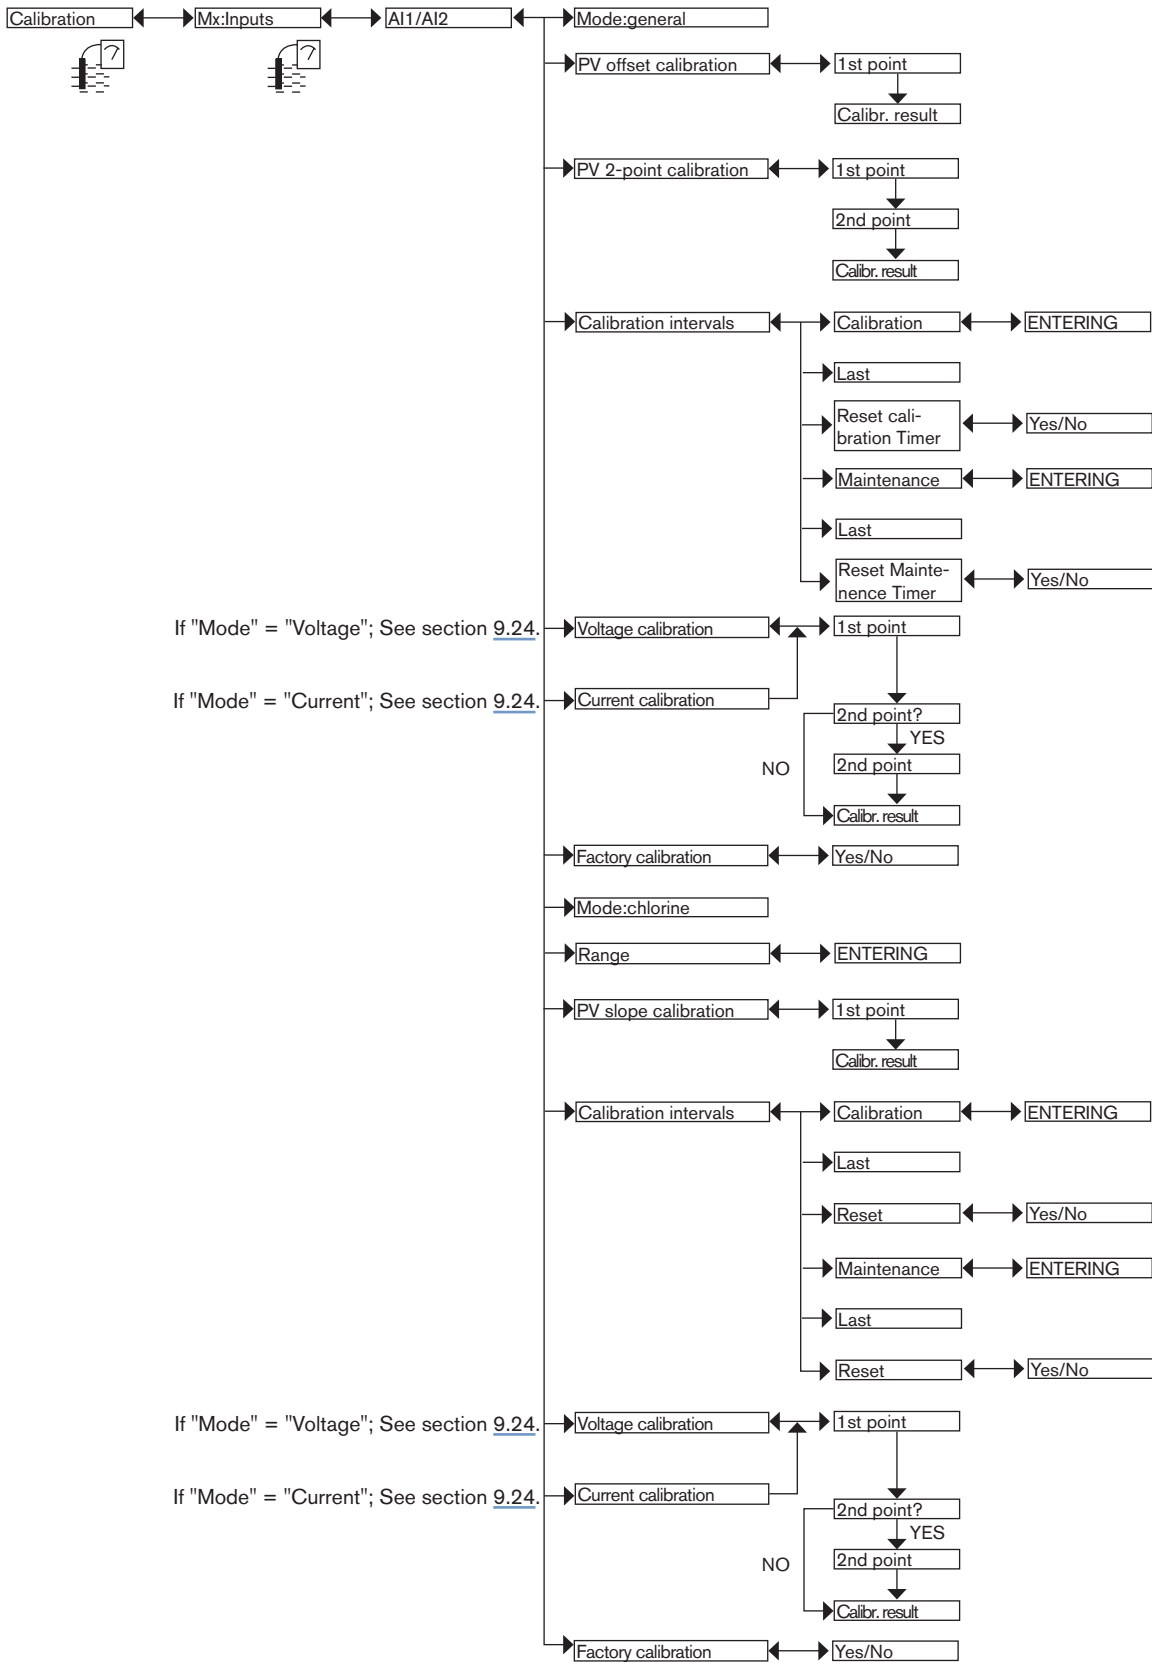 Calibration
Mx:Inputs
AI1/AI2
Mode:general
PV offset calibration
1st point
Calibr. result
PV 2-point calibration
1st point
2nd point
Calibr. result
Calibration intervals
Calibration
ENTERING
Last
Reset cali-
bration Timer
Yes/No
Maintenance
ENTERING
Last
Reset Mainte-
nence Timer
Yes/No
If "Mode" = "Voltage"; See section 9.24.
Voltage calibration
1st point
If "Mode" = "Current"; See section 9.24.
Current calibration
2nd point?
YES
NO
2nd point
Calibr. result
Factory calibration
Yes/No
Mode:chlorine
Range
ENTERING
PV slope calibration
1st point
Calibr. result
Calibration intervals
Calibration
ENTERING
Last
Reset
Yes/No
Maintenance
ENTERING
Last
Reset
Yes/No
If "Mode" = "Voltage"; See section 9.24.
Voltage calibration
1st point
If "Mode" = "Current"; See section 9.24.
Current calibration
2nd point?
YES
NO
2nd point
Calibr. result
Factory calibration
Yes/No